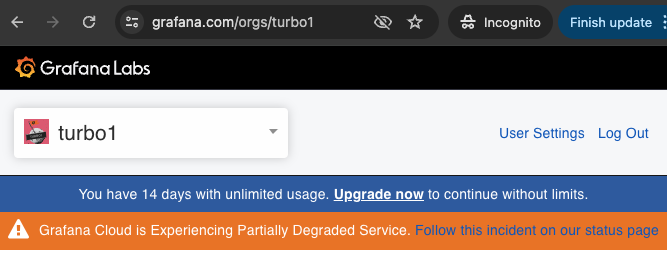 grafana.com/orgs/turbo1
Incognito
Finish update
Grafana Labs
turbo1
User Settings
Log Out
You have 14 days with unlimited usage. Upgrade now to continue without limits.
Grafana Cloud is Experiencing Partially Degraded Service. Follow this incident on our status page